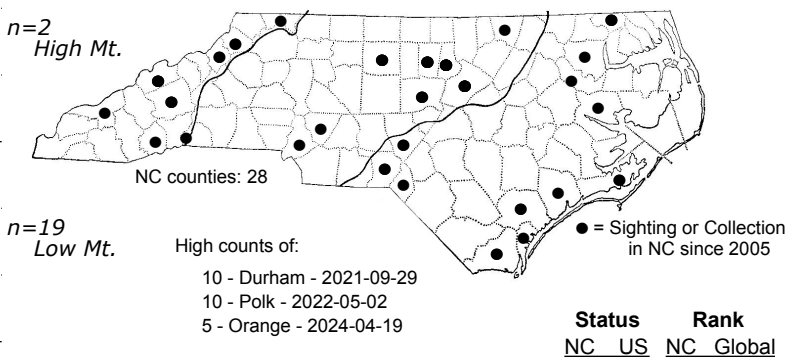 n=2
High Mt.
NC counties: 28
n=19
Low Mt.
● = Sighting or Collection
in NC since 2005
High counts of:
10 - Durham - 2021-09-29
10 - Polk - 2022-05-02
5 - Orange - 2024-04-19
Status Rank
NC US NC Global